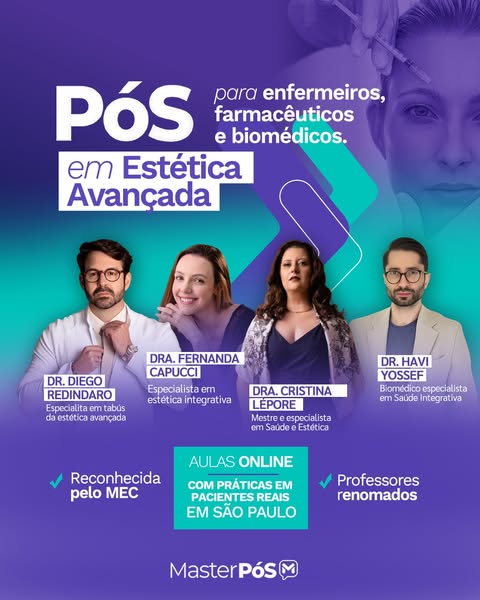 PóS
para enfermeiros,
farmacêuticos
e biomédicos.
em Estética
Avançada
DR. DIEGO
REDINDARO
Especialita em tabús
da estética avançada
DRA. FERNANDA
CAPUCCI
Especialista em
estética integrativa
DRA. CRISTINA
LÉPORE
Mestre e especialista
em Saúde e Estética
DR. HAVI
YOSSEF
Biomédico especialista
em Saúde Integrativa
Reconhecida
pelo MEC
AULAS ONLINE
COM PRÁTICAS EM
PACIENTES REAIS
EM SÃO PAULO
Professores
renomados
MasterPóS M